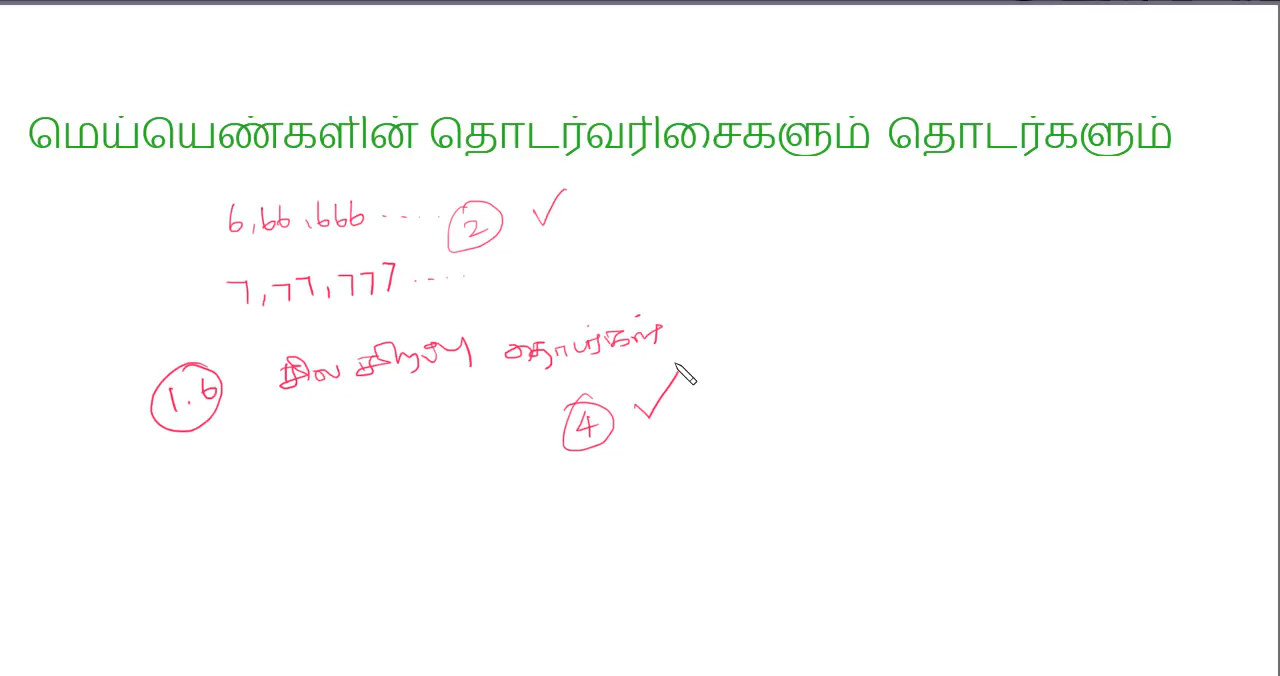 மெய்யெண்களின் தொடர்வரிசைகளும் தொடர்களும்
6, 66, 666 .... 2 ✓
7, 77, 777 ....
1.6 சில சிறப்பு தொடர்கள்
4 ✓